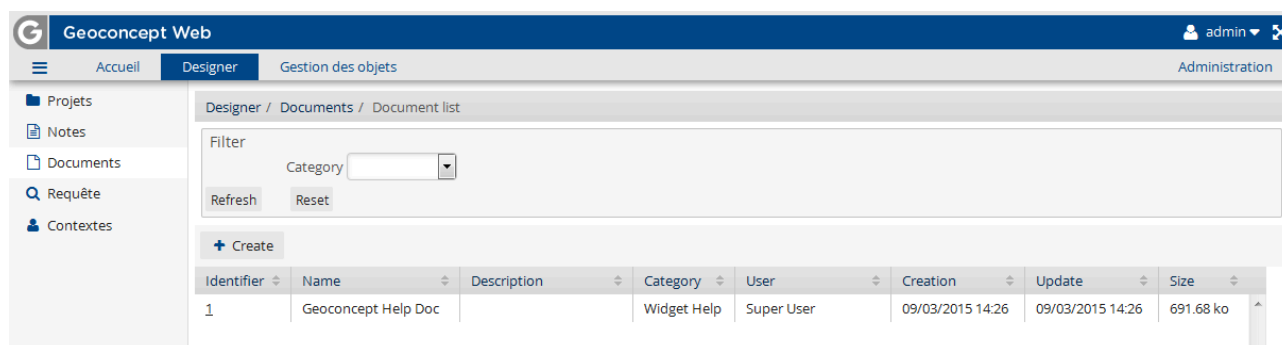 G Geoconcept Web admin
Accueil Designer Gestion des objets Administration
Projets
Notes
Documents
Requête
Contextes
Designer / Documents / Document list
Filter
Category
Refresh Reset
+ Create
Identifier Name Description Category User Creation Update Size
1 Geoconcept Help Doc Widget Help Super User 09/03/2015 14:26 09/03/2015 14:26 691.68 ko